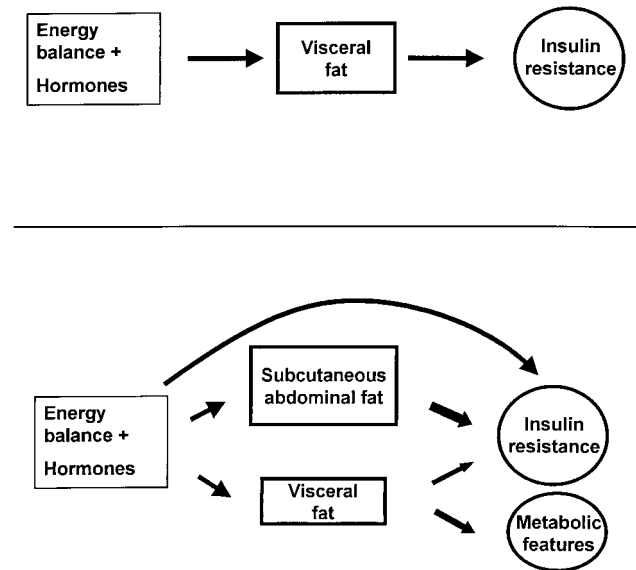 Energy
balance +
Hormones
Visceral
fat
Insulin
resistance
Energy
balance +
Hormones
Subcutaneous
abdominal fat
Visceral
fat
Insulin
resistance
Metabolic
features